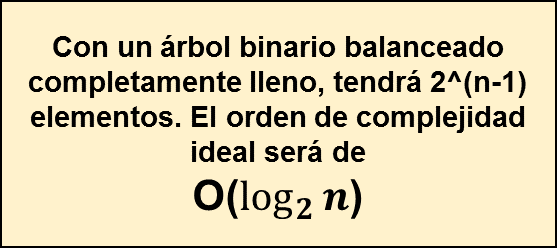 Con un árbol binario balanceado
completamente lleno, tendrá 2^(n-1)
elementos. El orden de complejidad
ideal será de
O(log₂ n)